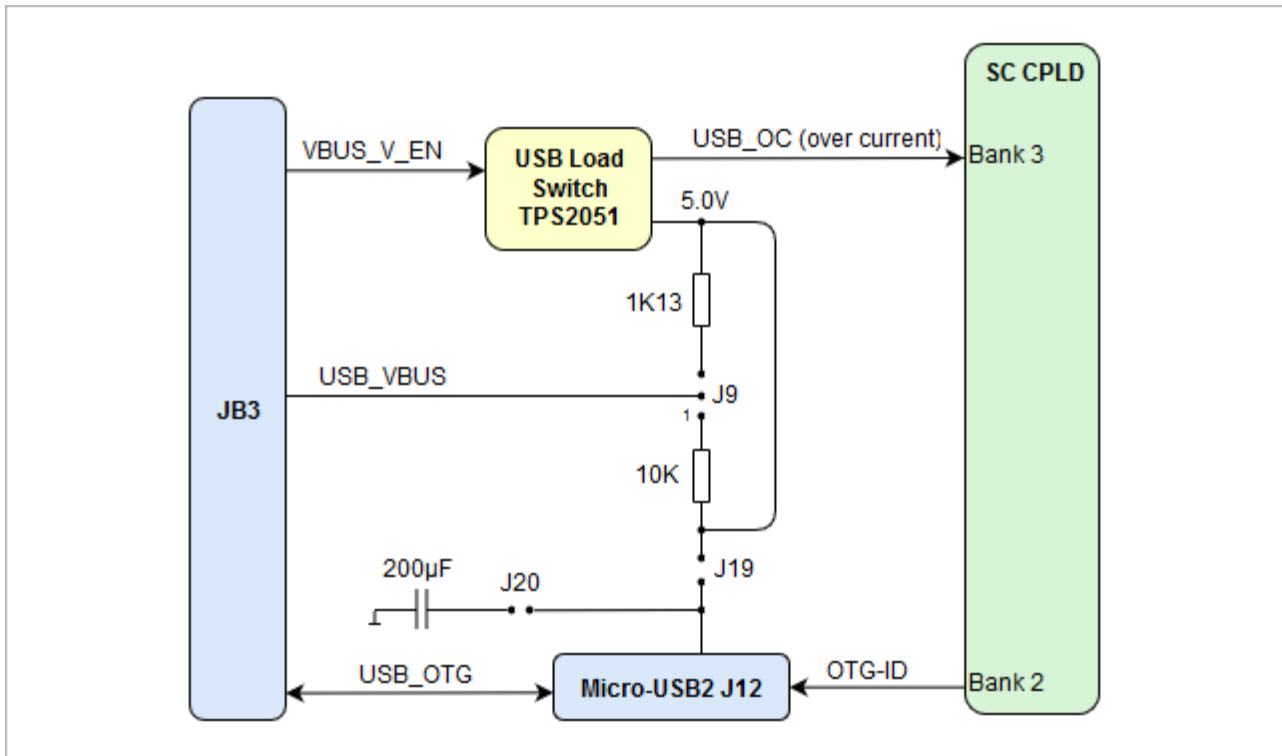 SC CPLD
VBUS_V_EN
USB Load
Switch
TPS2051
USB_OC (over current)
Bank 3
5.0V
1K13
USB_VBUS
J9
JB3
1
10K
200µF
J20
J19
USB_OTG
Micro-USB2 J12
OTG-ID
Bank 2